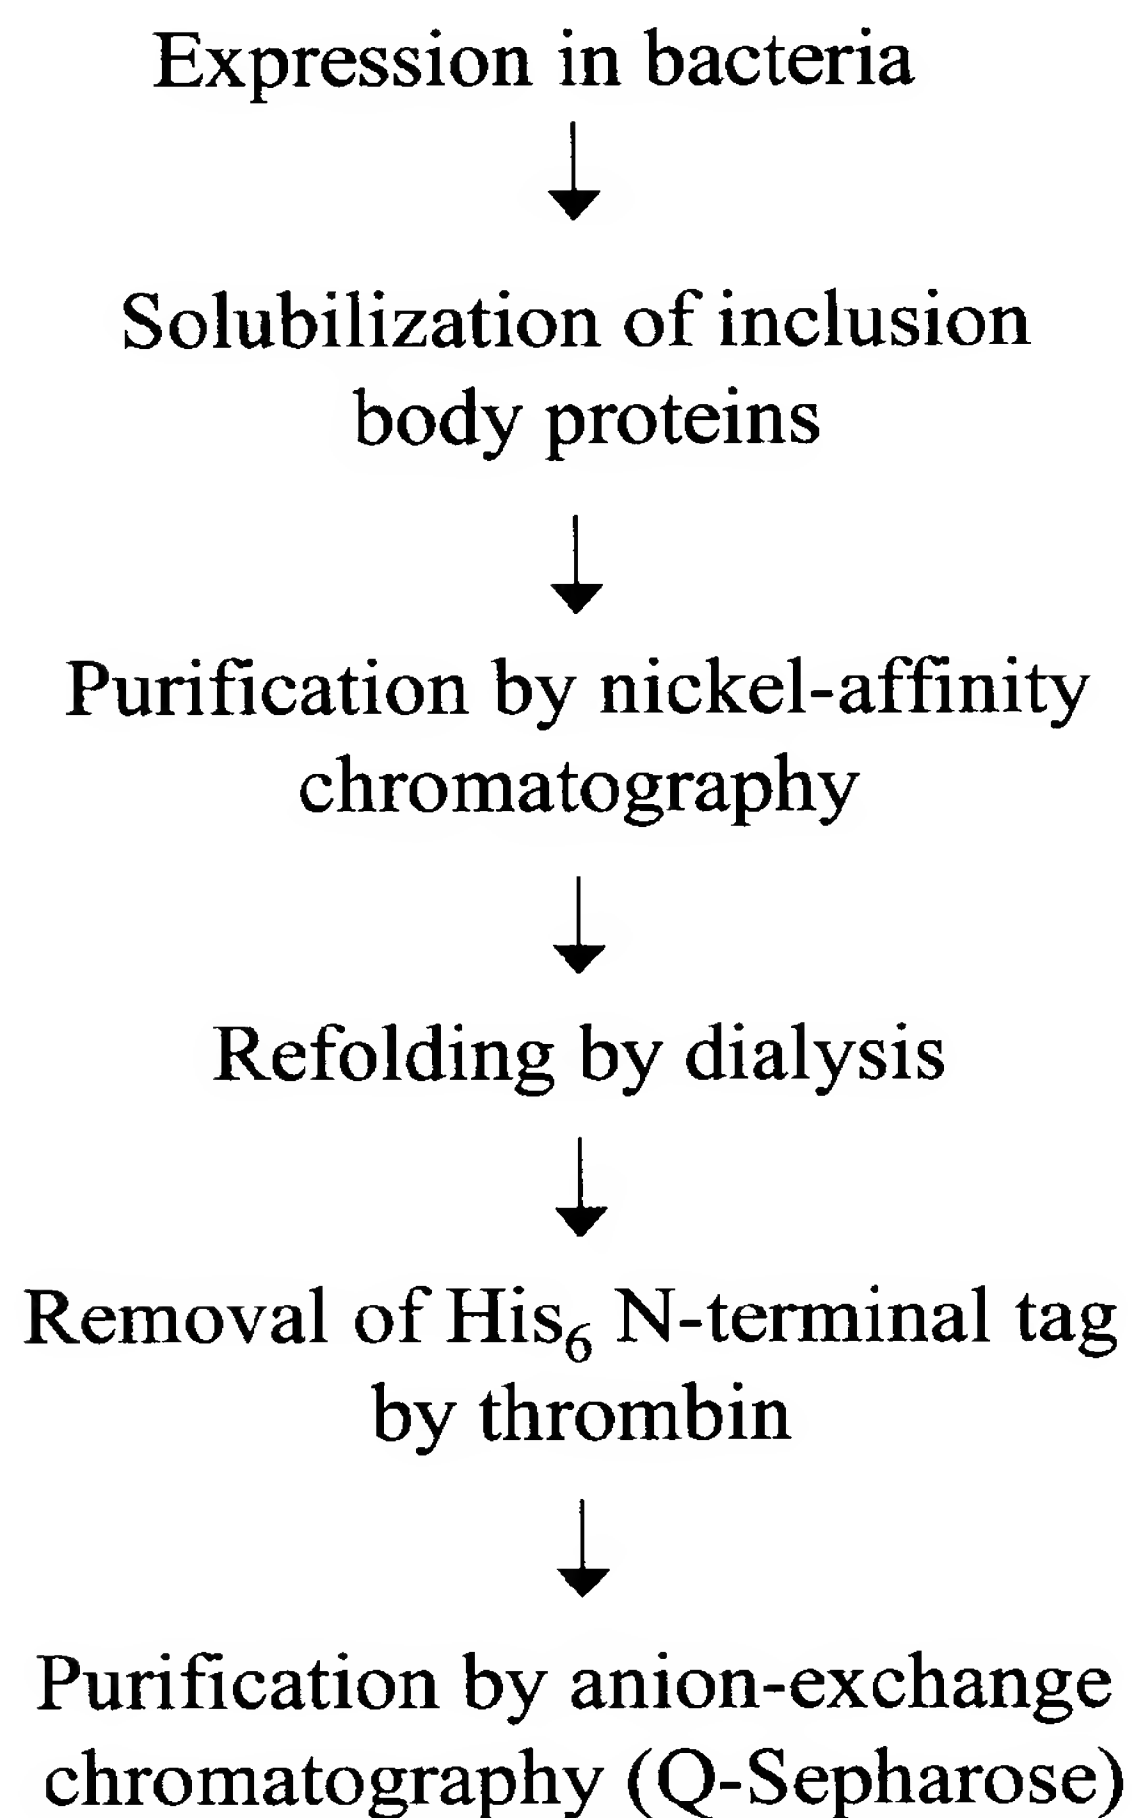 Expression in bacteria
Solubilization of inclusion
body proteins
Purification by nickel-affinity
chromatography
Refolding by dialysis
Removal of His₆ N-terminal tag
by thrombin
Purification by anion-exchange
chromatography (Q-Sepharose)